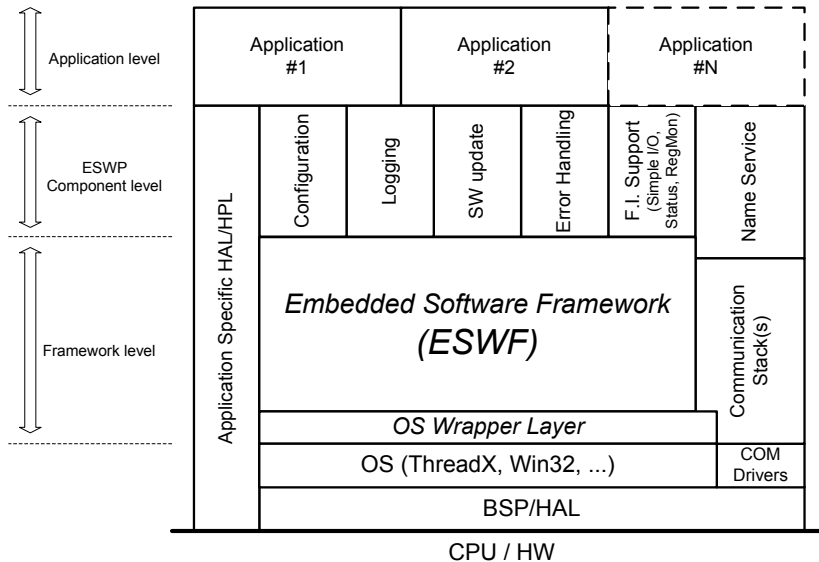 Application level
Application
#1
Application
#2
Application
#N
ESWP
Component level
Configuration
Logging
SW update
Error Handling
F.I. Support
(Simple I/O,
Status, RegMon)
Name Service
Application Specific HAL/HPL
Framework level
Embedded Software Framework
(ESWF)
Communication
Stack(s)
OS Wrapper Layer
OS (ThreadX, Win32, ...)
COM
Drivers
BSP/HAL
CPU / HW